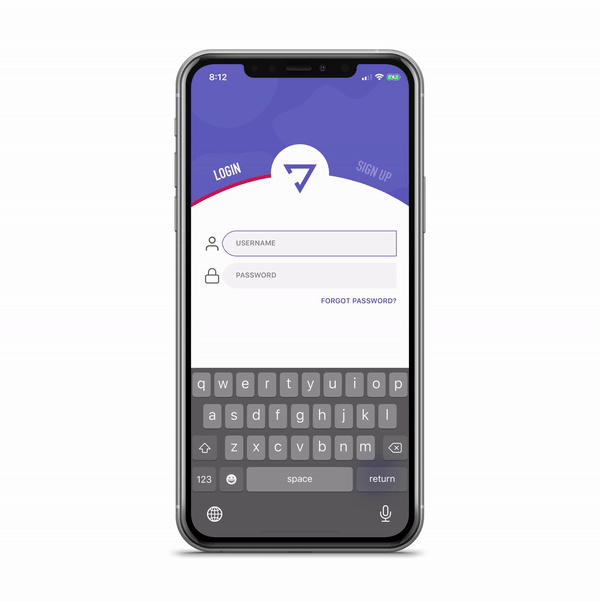 8:12
LOGIN
SIGN UP
USERNAME
PASSWORD
FORGOT PASSWORD?
q w e r t y u i o p
a s d f g h j k l
z x c v b n m
123 space return